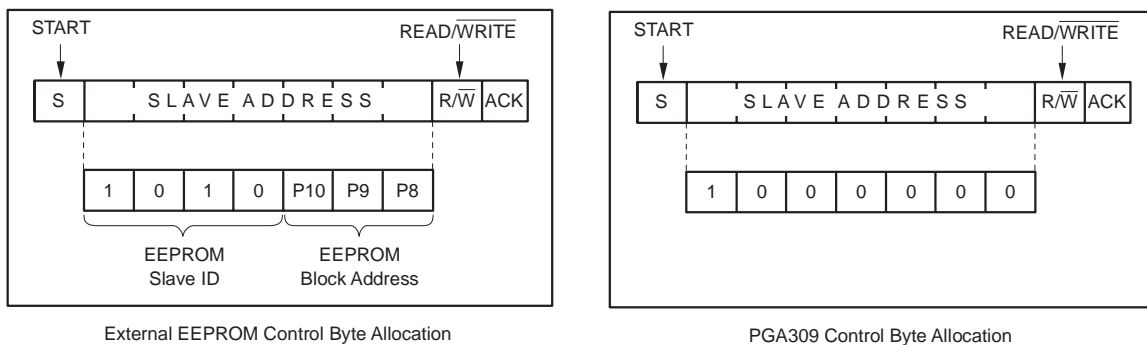 START
READ/WRITE
S
SLAVE ADDRESS
R/W
ACK
1 0 1 0 P10 P9 P8
EEPROM
Slave ID
EEPROM
Block Address
External EEPROM Control Byte Allocation
START
READ/WRITE
S
SLAVE ADDRESS
R/W
ACK
1 0 0 0 0 0 0
PGA309 Control Byte Allocation